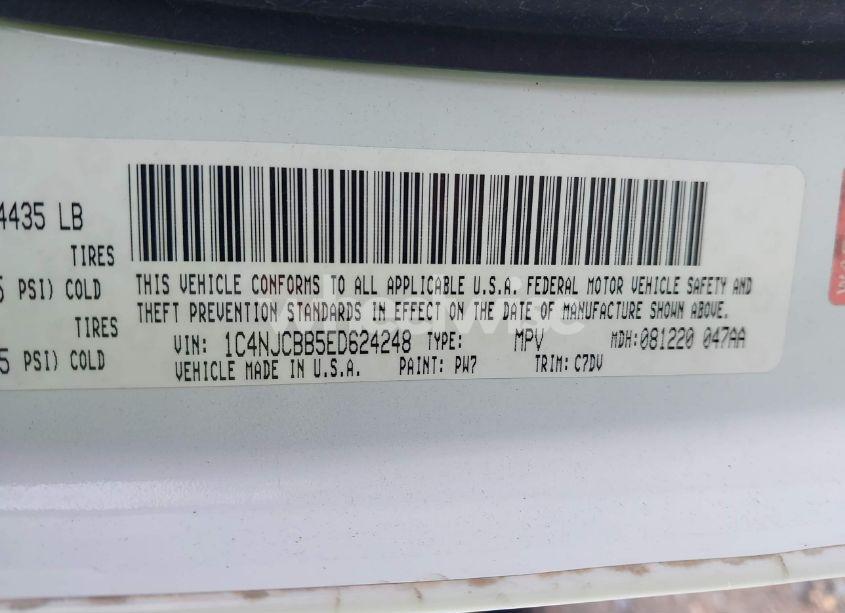 4435 LB
TIRES
5 PSI) COLD
TIRES
5 PSI) COLD
THIS VEHICLE CONFORMS TO ALL APPLICABLE U.S.A. FEDERAL MOTOR VEHICLE SAFETY AND
THEFT PREVENTION STANDARDS IN EFFECT ON THE DATE OF MANUFACTURE SHOWN ABOVE.
VIN: 1C4NJCBB5ED624248 TYPE: MPV MDH:081220 047AA
VEHICLE MADE IN U.S.A. PAINT: PW7 TRIM: C7DV